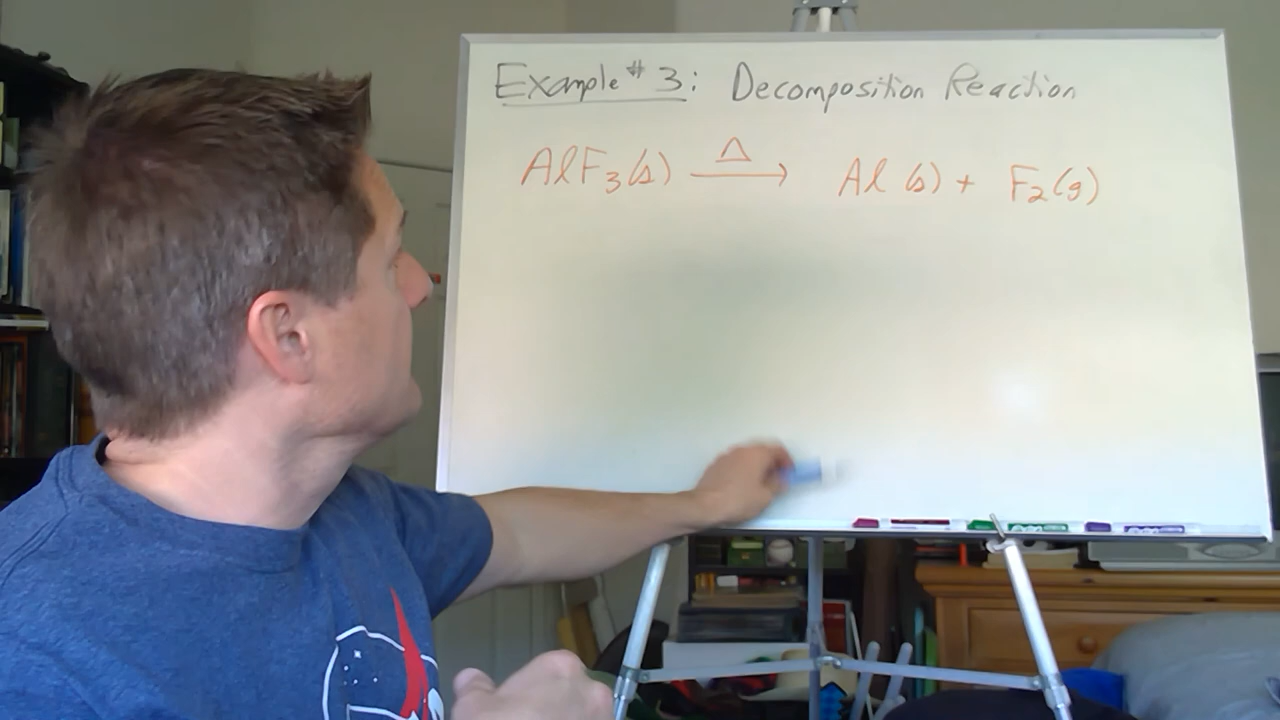 Example #3: Decomposition Reaction
AlF₃(s) Δ→ Al(s) + F₂(g)